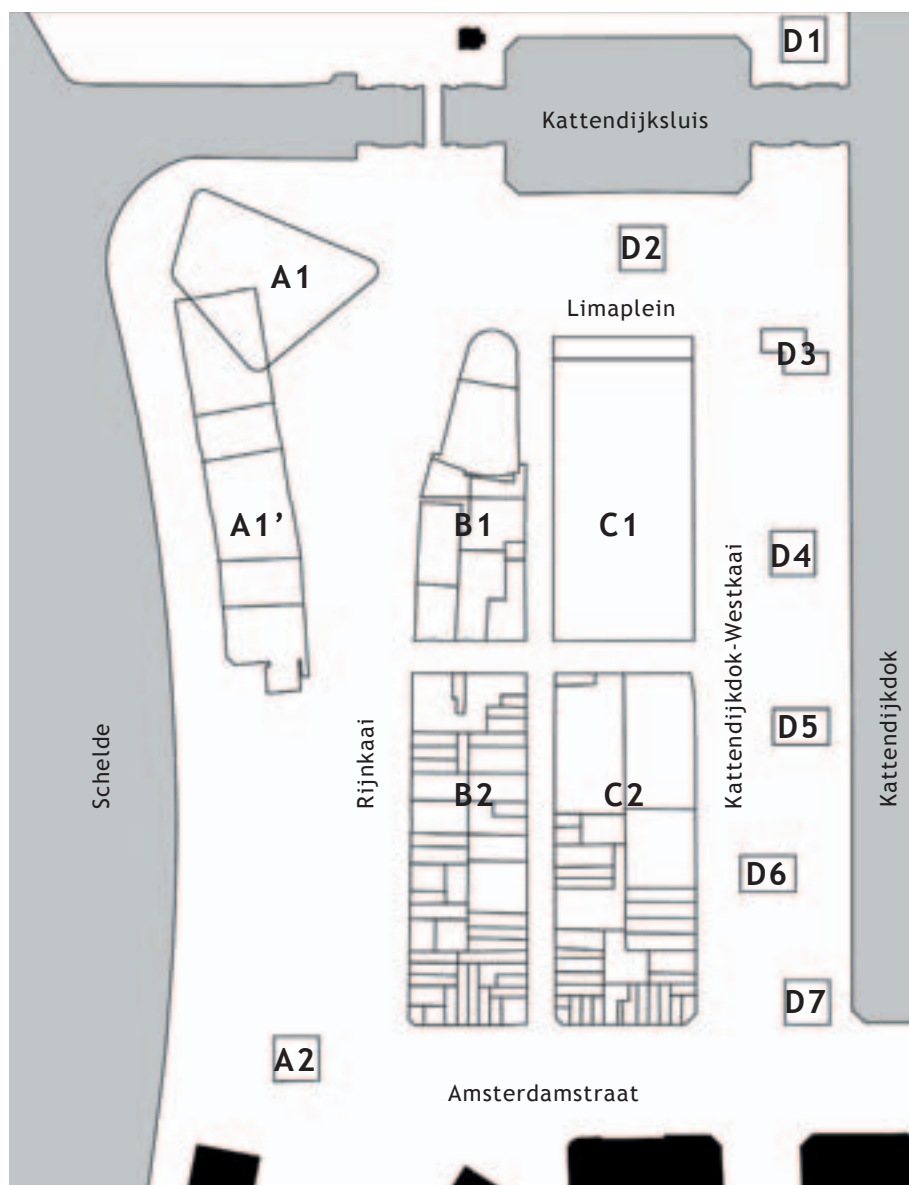 D1
Kattendijksluis
D2
A1
Limaplein
D3
A1’
B1
C1
D4
Kattendijkdok-Westkaai
Kattendijkdok
D5
Schelde
Rijnkaai
B2
C2
D6
D7
A2
Amsterdamstraat